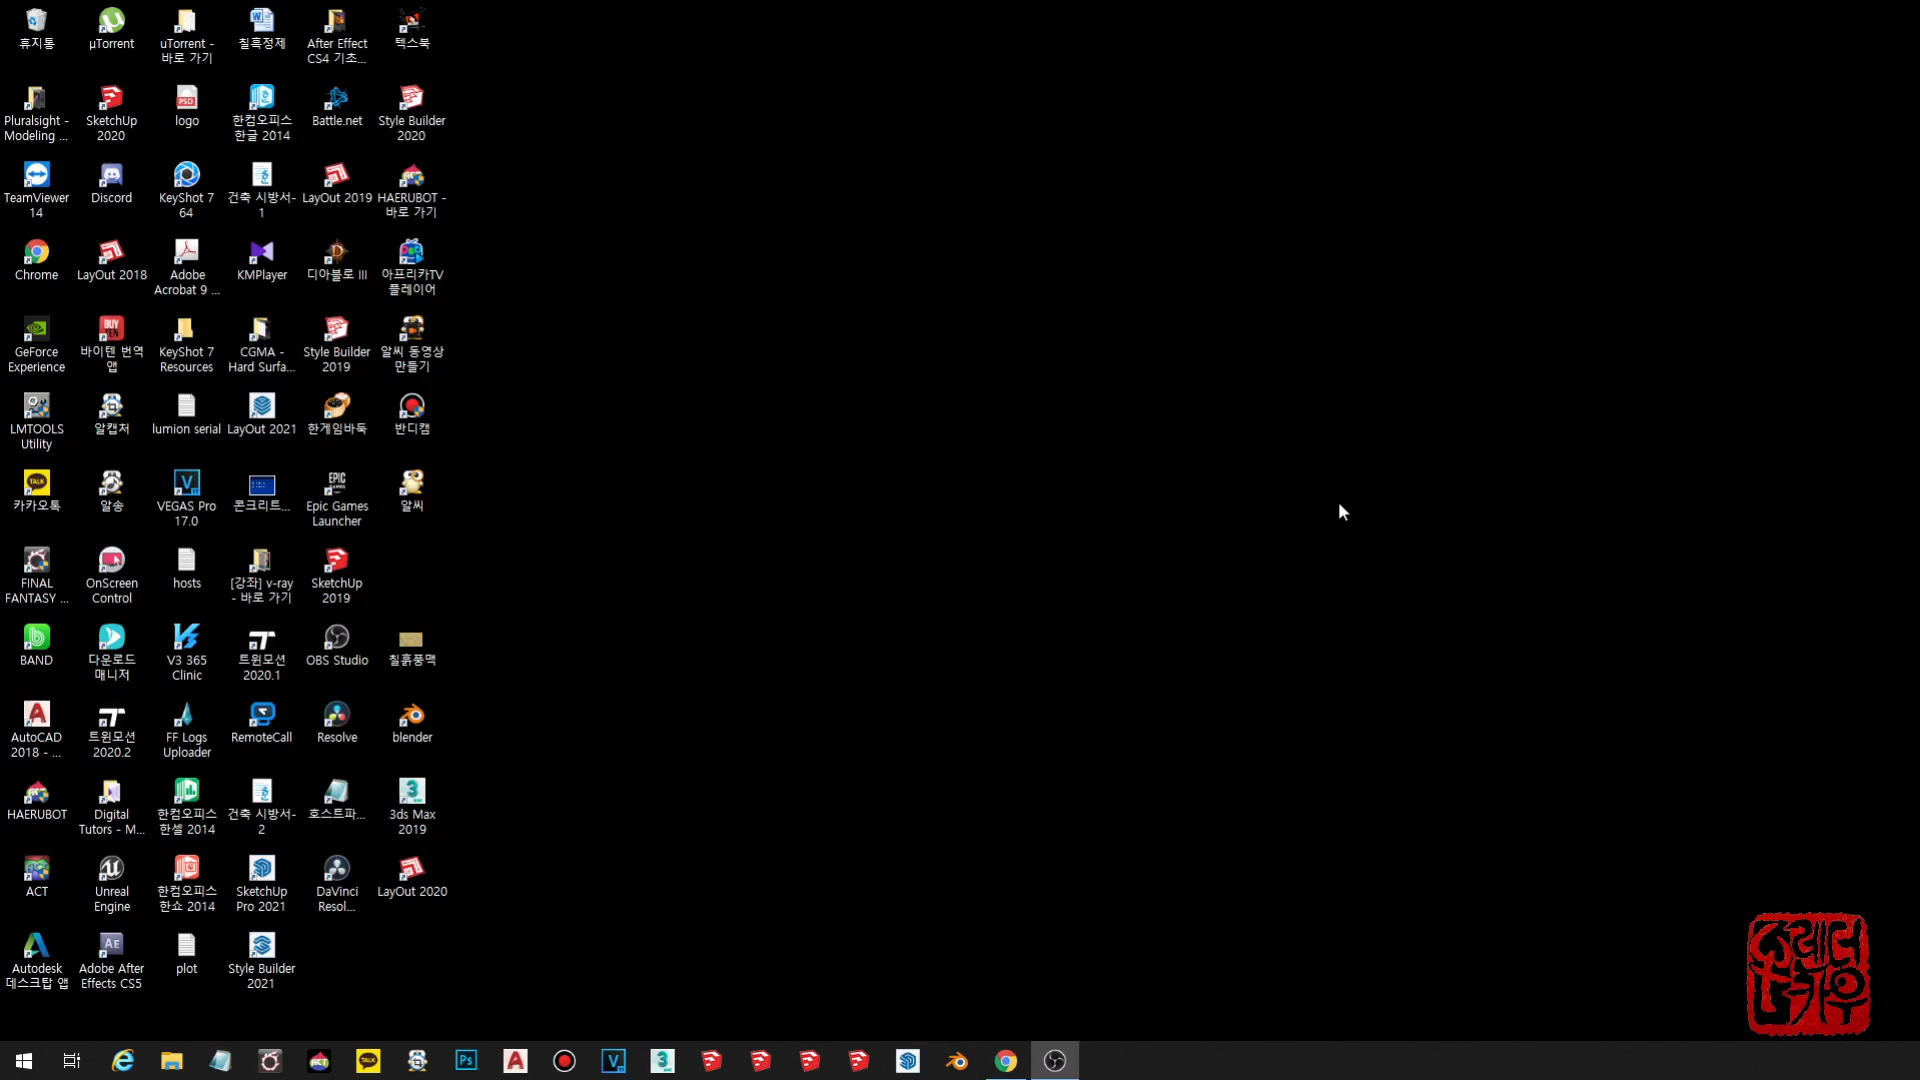 휴지통
μTorrent
uTorrent -
바로 가기
칠흑정제
After Effect
CS4 기초...
텍스북
Pluralsight -
Modeling ...
SketchUp
2020
logo
한컴오피스
한글 2014
Battle.net
Style Builder
2020
TeamViewer
14
Discord
KeyShot 7
64
건축 시방서-
1
LayOut 2019
HAERUBOT -
바로 가기
Chrome
LayOut 2018
Adobe
Acrobat 9 ...
KMPlayer
디아블로 III
아프리카TV
플레이어
GeForce
Experience
바이텐 번역
앱
KeyShot 7
Resources
CGMA -
Hard Surfa...
Style Builder
2019
알씨 동영상
만들기
LMTOOLS
Utility
알캡처
lumion serial
LayOut 2021
한게임바둑
반디캠
카카오톡
알송
VEGAS Pro
17.0
콘크리트...
Epic Games
Launcher
알씨
FINAL
FANTASY ...
OnScreen
Control
hosts
[강좌] v-ray
- 바로 가기
SketchUp
2019
BAND
다운로드
매니저
V3 365
Clinic
트윈모션
2020.1
OBS Studio
칠흙풍맥
AutoCAD
2018 - ...
트윈모션
2020.2
FF Logs
Uploader
RemoteCall
Resolve
blender
HAERUBOT
Digital
Tutors - M...
한컴오피스
한셀 2014
건축 시방서-
2
호스트파...
3ds Max
2019
ACT
Unreal
Engine
한컴오피스
한쇼 2014
SketchUp
Pro 2021
DaVinci
Resol...
LayOut 2020
Autodesk
데스크탑 앱
Adobe After
Effects CS5
plot
Style Builder
2021